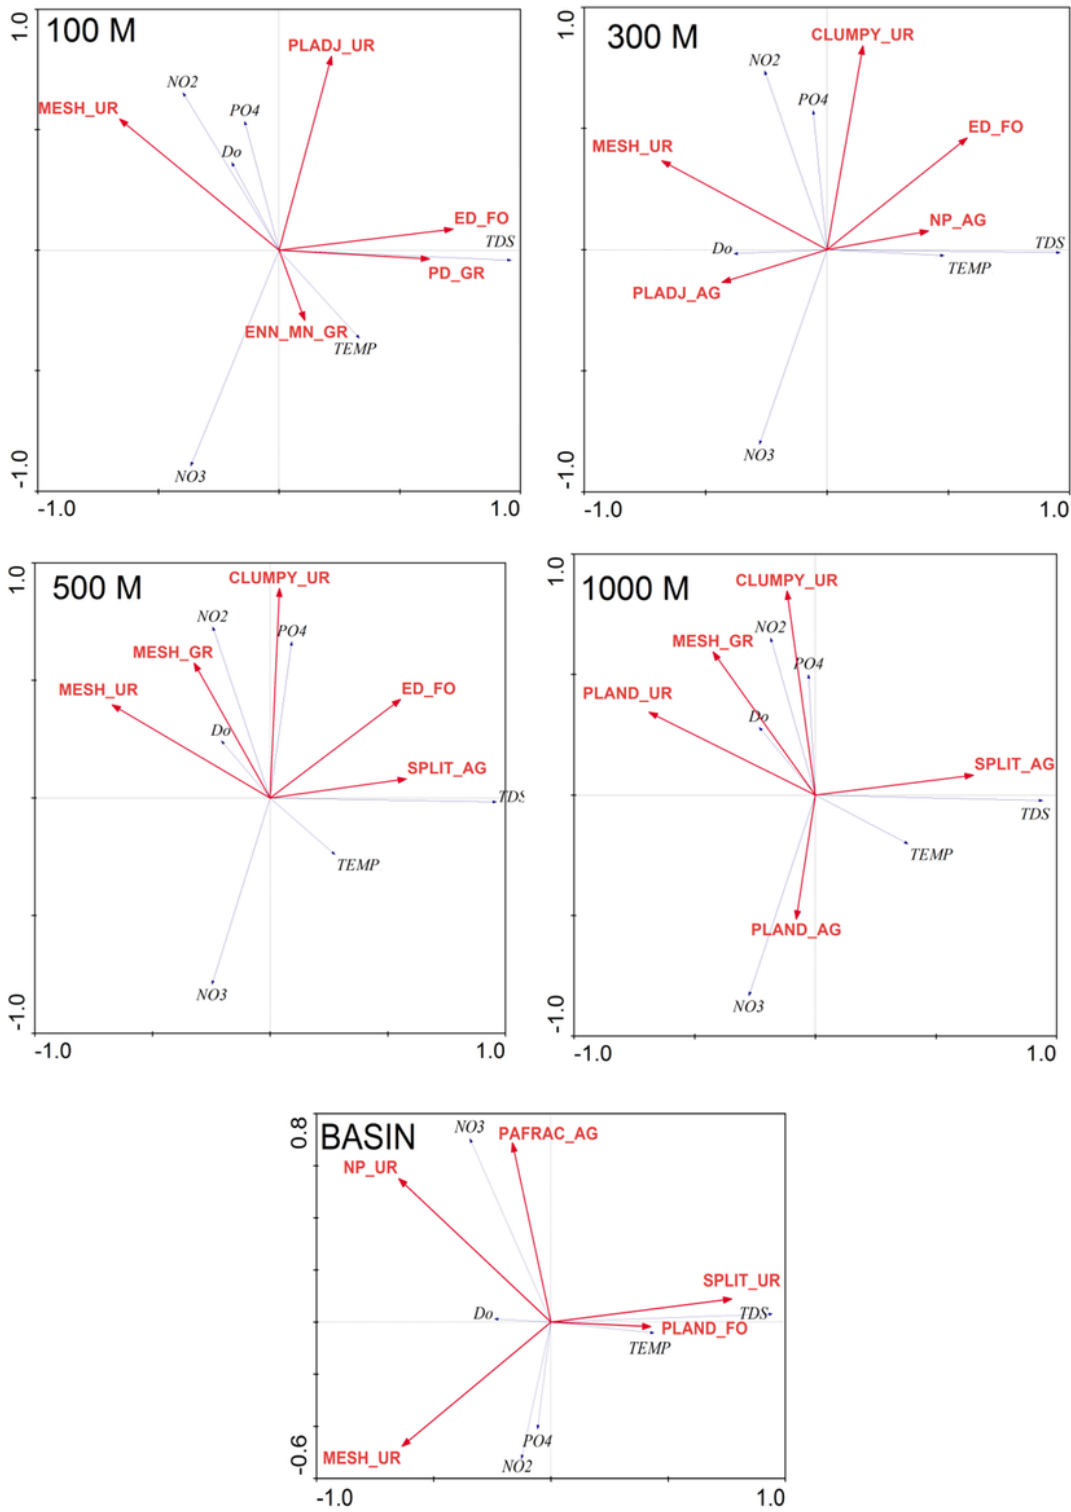 1.0
100 M
PLADJ_UR
NO2
MESH_UR
PO4
Do
ED_FO
TDS
PD_GR
ENN_MN_GR
TEMP
NO3
-1.0
-1.0
1.0
1.0
300 M
CLUMPY_UR
NO2
PO4
ED_FO
MESH_UR
NP_AG
Do
TDS
TEMP
PLADJ_AG
NO3
-1.0
-1.0
1.0
1.0
500 M
CLUMPY_UR
NO2
PO4
MESH_GR
MESH_UR
ED_FO
Do
SPLIT_AG
TDS
TEMP
NO3
-1.0
-1.0
1.0
1.0
1000 M
CLUMPY_UR
NO2
MESH_GR
PO4
PLAND_UR
Do
SPLIT_AG
TDS
TEMP
PLAND_AG
NO3
-1.0
-1.0
1.0
0.8
BASIN
NO3
PAFRAC_AG
NP_UR
SPLIT_UR
Do
TDS
PLAND_FO
TEMP
PO4
MESH_UR
NO2
-0.6
-1.0
1.0